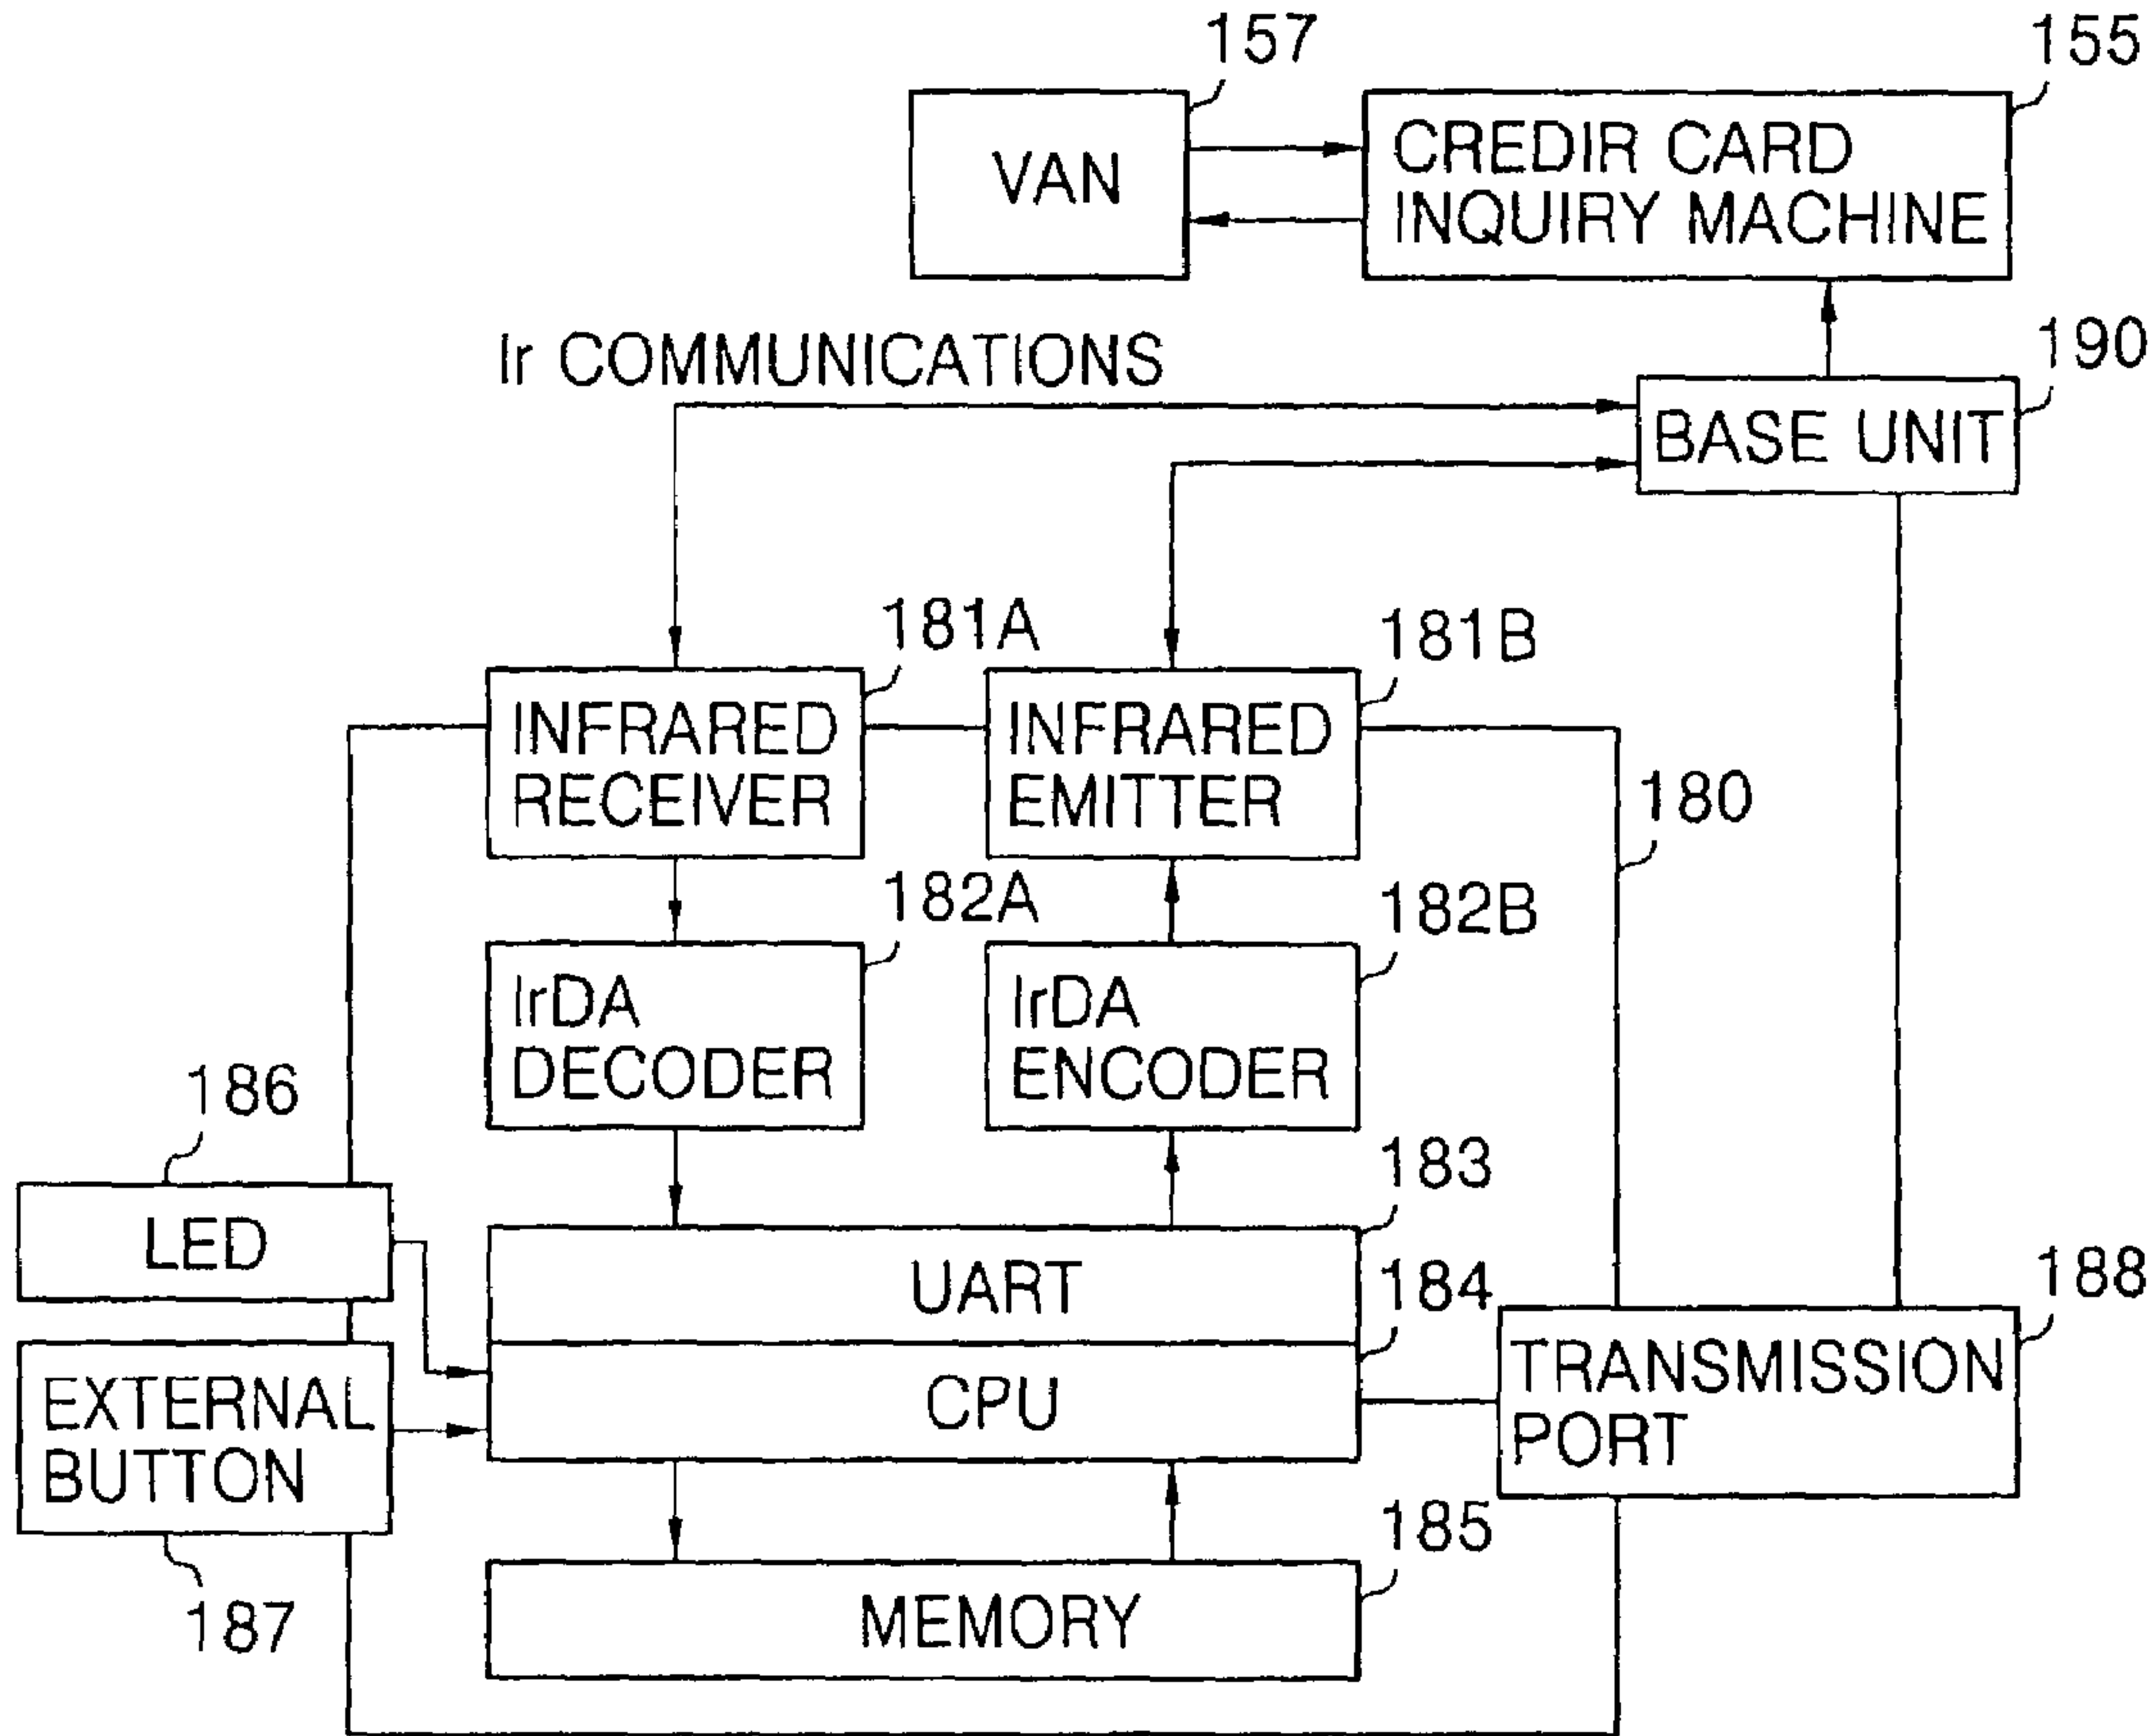 157
155
VAN
CREDIR CARD
INQUIRY MACHINE
Ir COMMUNICATIONS
190
BASE UNIT
181A
181B
INFRARED
RECEIVER
INFRARED
EMITTER
180
182A
182B
IrDA
DECODER
IrDA
ENCODER
186
183
LED
UART
184
188
EXTERNAL
BUTTON
CPU
TRANSMISSION
PORT
185
187
MEMORY